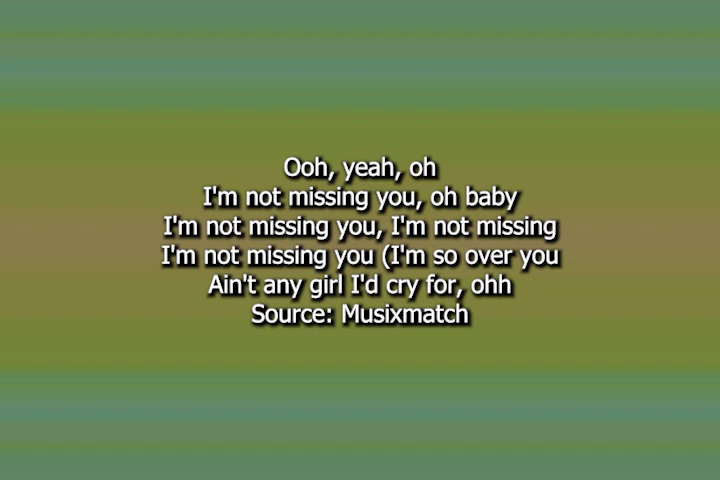 Ooh, yeah, oh
I'm not missing you, oh baby
I'm not missing you, I'm not missing
I'm not missing you (I'm so over you
Ain't any girl I'd cry for, ohh
Source: Musixmatch